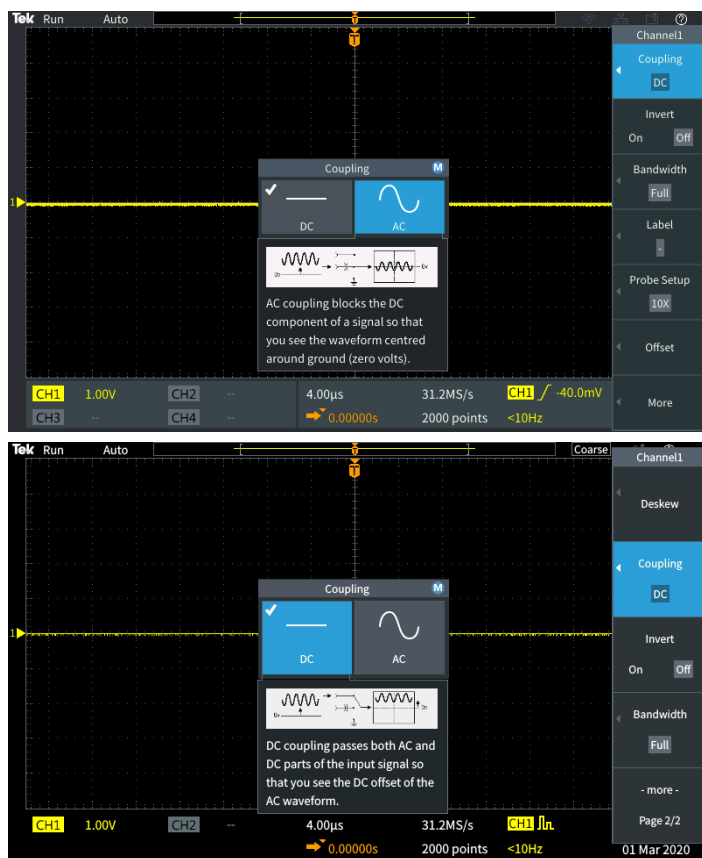 Tek Run Auto
T
T
?
Channel1
Coupling
DC
Invert
On Off
Bandwidth
Full
Label
-
Probe Setup
10X
Offset
More
1
Coupling M
DC AC
0v
0v
AC coupling blocks the DC
component of a signal so that
you see the waveform centred
around ground (zero volts).
CH1 1.00V CH2 -- 4.00µs 31.2MS/s CH1 -40.0mV
CH3 -- CH4 -- 0.00000s 2000 points <10Hz
Tek Run Auto Coarse
T
T
Channel1
Deskew
Coupling
DC
Invert
On Off
Bandwidth
Full
- more -
Page 2/2
1
Coupling M
DC AC
0v
0v
DC coupling passes both AC and
DC parts of the input signal so
that you see the DC offset of the
AC waveform.
CH1 1.00V CH2 -- 4.00µs 31.2MS/s CH1
0.00000s 2000 points <10Hz 01 Mar 2020